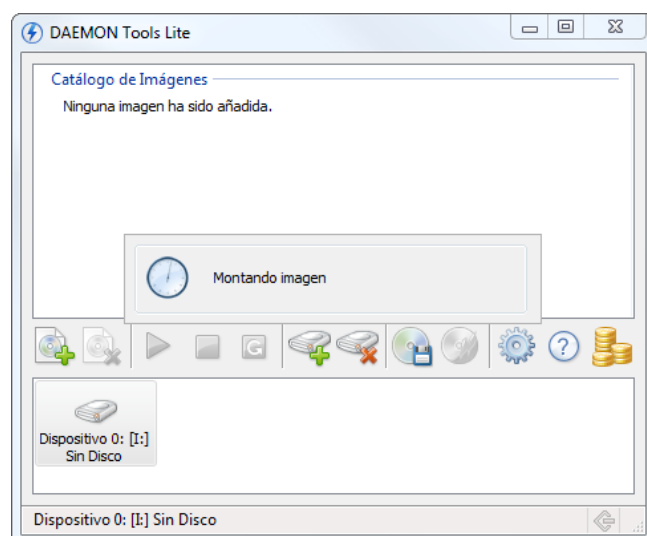 DAEMON Tools Lite
Catálogo de Imágenes
Ninguna imagen ha sido añadida.
Montando imagen
G
?
Dispositivo 0: [I:]
Sin Disco
Dispositivo 0: [I:] Sin Disco